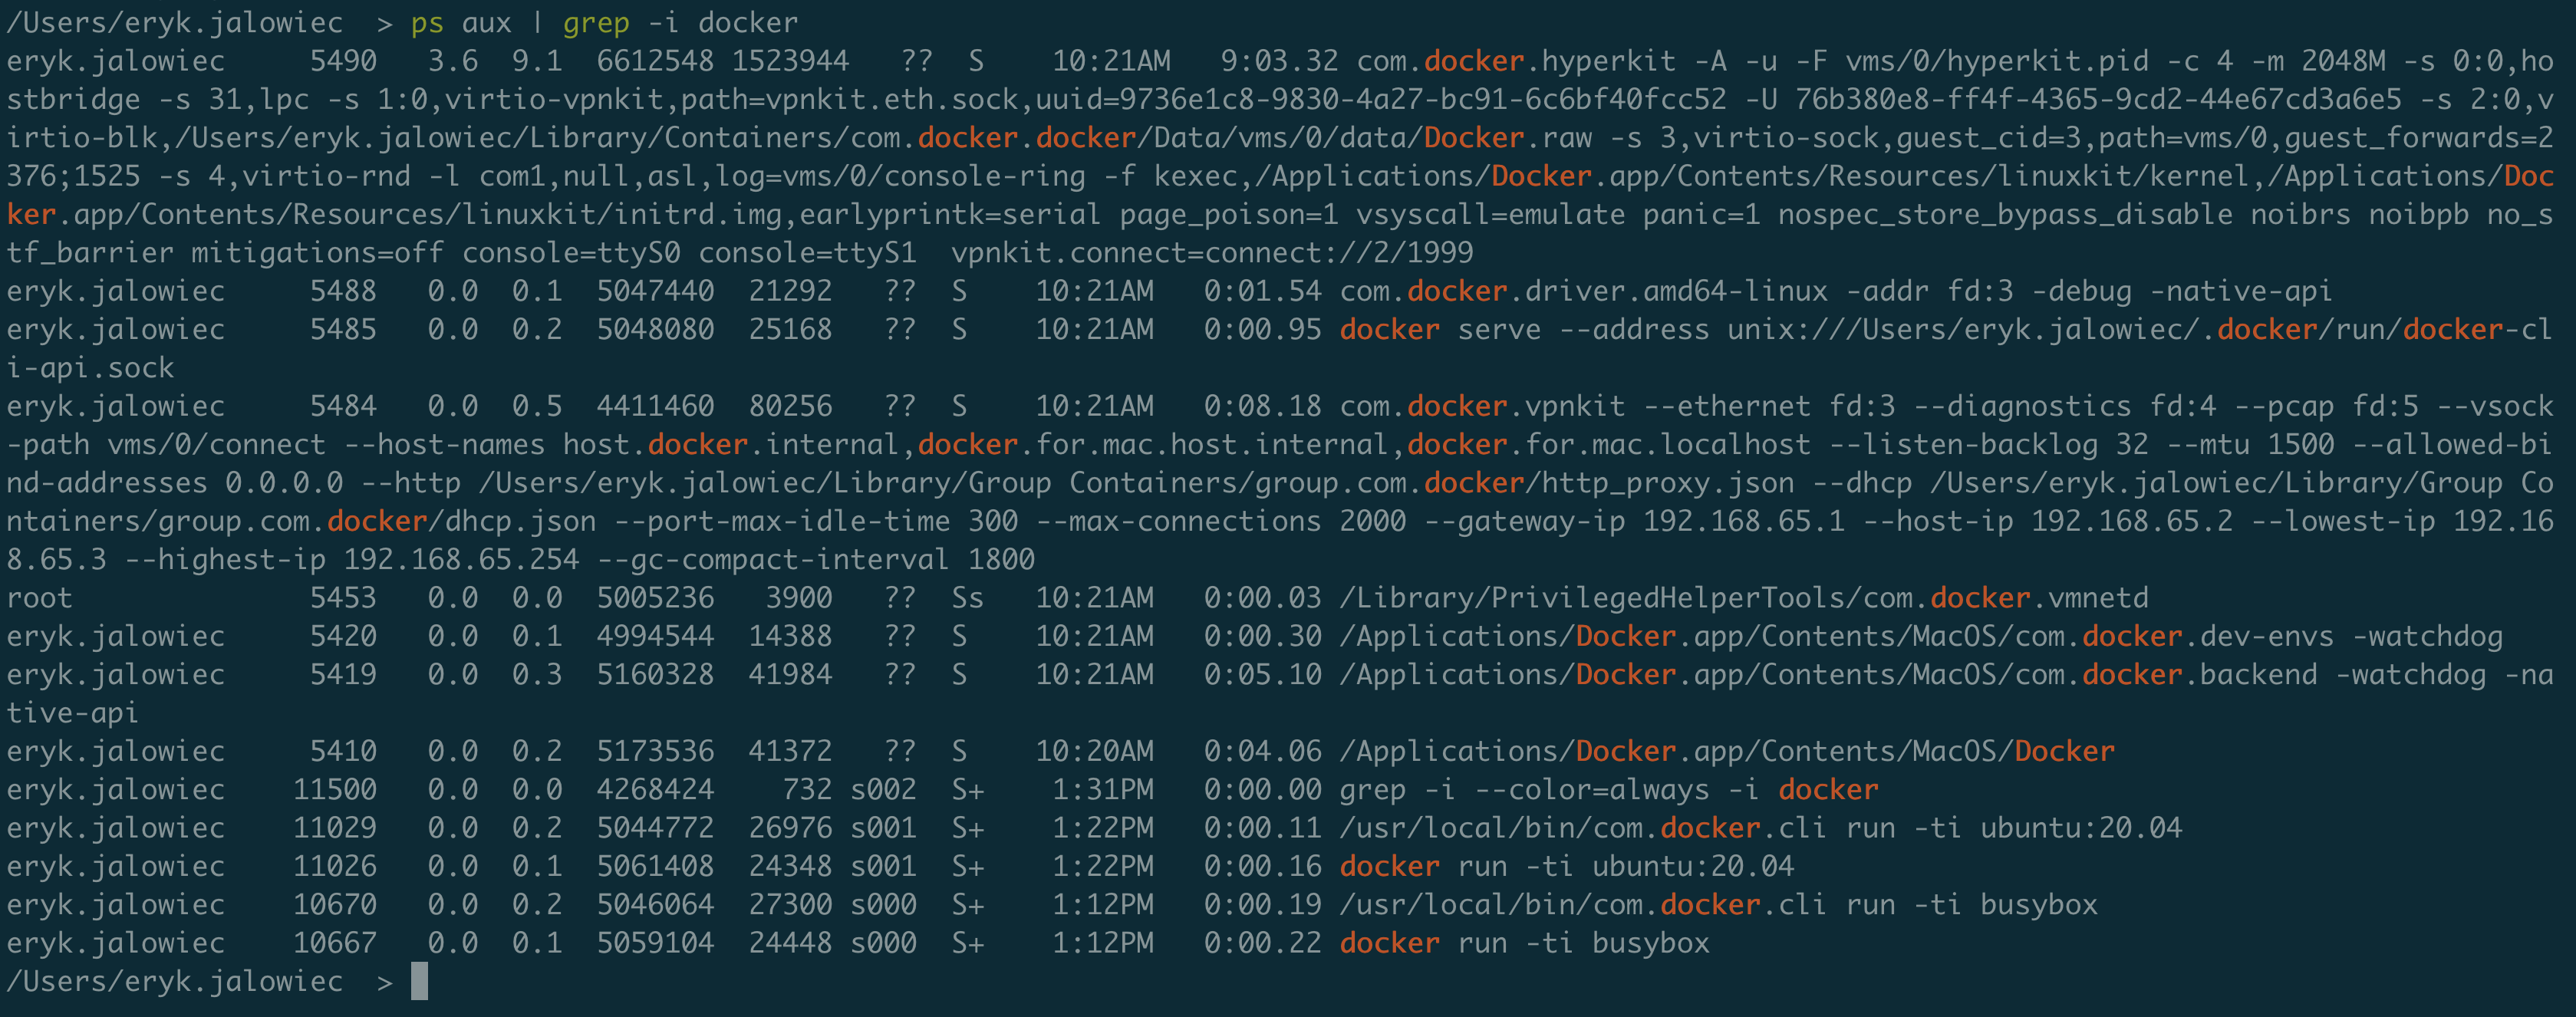 /Users/eryk.jalowiec  > ps aux | grep -i docker
eryk.jalowiec     5490   3.6  9.1  6612548 1523944   ??  S    10:21AM   9:03.32 com.docker.hyperkit -A -u -F vms/0/hyperkit.pid -c 4 -m 2048M -s 0:0,ho
stbridge -s 31,lpc -s 1:0,virtio-vpnkit,path=vpnkit.eth.sock,uuid=9736e1c8-9830-4a27-bc91-6c6bf40fcc52 -U 76b380e8-ff4f-4365-9cd2-44e67cd3a6e5 -s 2:0,v
irtio-blk,/Users/eryk.jalowiec/Library/Containers/com.docker.docker/Data/vms/0/data/Docker.raw -s 3,virtio-sock,guest_cid=3,path=vms/0,guest_forwards=2
376;1525 -s 4,virtio-rnd -l com1,null,asl,log=vms/0/console-ring -f kexec,/Applications/Docker.app/Contents/Resources/linuxkit/kernel,/Applications/Doc
ker.app/Contents/Resources/linuxkit/initrd.img,earlyprintk=serial page_poison=1 vsyscall=emulate panic=1 nospec_store_bypass_disable noibrs noibpb no_s
tf_barrier mitigations=off console=ttyS0 console=ttyS1  vpnkit.connect=connect://2/1999
eryk.jalowiec     5488   0.0  0.1  5047440  21292   ??  S    10:21AM   0:01.54 com.docker.driver.amd64-linux -addr fd:3 -debug -native-api
eryk.jalowiec     5485   0.0  0.2  5048080  25168   ??  S    10:21AM   0:00.95 docker serve --address unix:///Users/eryk.jalowiec/.docker/run/docker-cl
i-api.sock
eryk.jalowiec     5484   0.0  0.5  4411460  80256   ??  S    10:21AM   0:08.18 com.docker.vpnkit --ethernet fd:3 --diagnostics fd:4 --pcap fd:5 --vsock
-path vms/0/connect --host-names host.docker.internal,docker.for.mac.host.internal,docker.for.mac.localhost --listen-backlog 32 --mtu 1500 --allowed-bi
nd-addresses 0.0.0.0 --http /Users/eryk.jalowiec/Library/Group Containers/group.com.docker/http_proxy.json --dhcp /Users/eryk.jalowiec/Library/Group Co
ntainers/group.com.docker/dhcp.json --port-max-idle-time 300 --max-connections 2000 --gateway-ip 192.168.65.1 --host-ip 192.168.65.2 --lowest-ip 192.16
8.65.3 --highest-ip 192.168.65.254 --gc-compact-interval 1800
root              5453   0.0  0.0  5005236   3900   ??  Ss   10:21AM   0:00.03 /Library/PrivilegedHelperTools/com.docker.vmnetd
eryk.jalowiec     5420   0.0  0.1  4994544  14388   ??  S    10:21AM   0:00.30 /Applications/Docker.app/Contents/MacOS/com.docker.dev-envs -watchdog
eryk.jalowiec     5419   0.0  0.3  5160328  41984   ??  S    10:21AM   0:05.10 /Applications/Docker.app/Contents/MacOS/com.docker.backend -watchdog -na
tive-api
eryk.jalowiec     5410   0.0  0.2  5173536  41372   ??  S    10:20AM   0:04.06 /Applications/Docker.app/Contents/MacOS/Docker
eryk.jalowiec    11500   0.0  0.0  4268424    732 s002  S+    1:31PM   0:00.00 grep -i --color=always -i docker
eryk.jalowiec    11029   0.0  0.2  5044772  26976 s001  S+    1:22PM   0:00.11 /usr/local/bin/com.docker.cli run -ti ubuntu:20.04
eryk.jalowiec    11026   0.0  0.1  5061408  24348 s001  S+    1:22PM   0:00.16 docker run -ti ubuntu:20.04
eryk.jalowiec    10670   0.0  0.2  5046064  27300 s000  S+    1:12PM   0:00.19 /usr/local/bin/com.docker.cli run -ti busybox
eryk.jalowiec    10667   0.0  0.1  5059104  24448 s000  S+    1:12PM   0:00.22 docker run -ti busybox
/Users/eryk.jalowiec  >